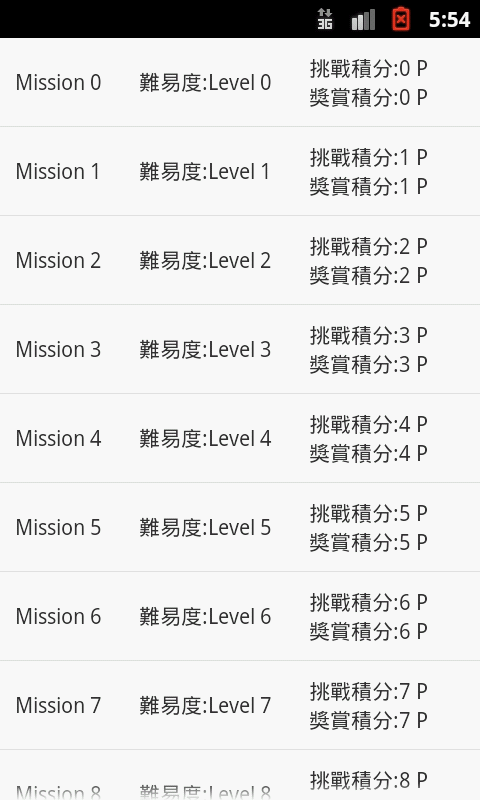 3G 5:54
Mission 0 難易度:Level 0 挑戰積分:0 P
獎賞積分:0 P
Mission 1 難易度:Level 1 挑戰積分:1 P
獎賞積分:1 P
Mission 2 難易度:Level 2 挑戰積分:2 P
獎賞積分:2 P
Mission 3 難易度:Level 3 挑戰積分:3 P
獎賞積分:3 P
Mission 4 難易度:Level 4 挑戰積分:4 P
獎賞積分:4 P
Mission 5 難易度:Level 5 挑戰積分:5 P
獎賞積分:5 P
Mission 6 難易度:Level 6 挑戰積分:6 P
獎賞積分:6 P
Mission 7 難易度:Level 7 挑戰積分:7 P
獎賞積分:7 P
Mission 8 難易度:Level 8 挑戰積分:8 P